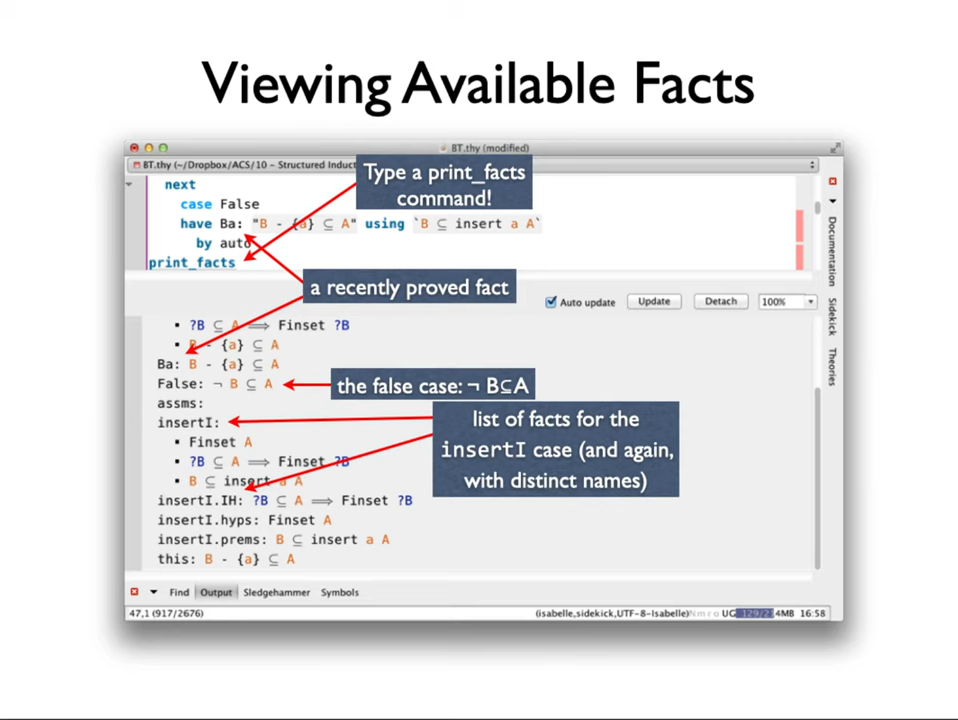 Viewing Available Facts
BT.thy (modified)
BT.thy (~/Dropbox/ACS/10 – Structured Induct
Type a print_facts
command!
next
case False
have Ba: "B - {a} ⊆ A" using `B ⊆ insert a A`
by auto
print_facts
a recently proved fact
Auto update
Update
Detach
100%
▪ ?B ⊆ A ⟹ Finset ?B
▪ B - {a} ⊆ A
Ba: B - {a} ⊆ A
False: ¬ B ⊆ A
the false case: ¬ B⊆A
assms:
insertI:
list of facts for the
insertI case (and again,
with distinct names)
▪ Finset A
▪ ?B ⊆ A ⟹ Finset ?B
▪ B ⊆ insert a A
insertI.IH: ?B ⊆ A ⟹ Finset ?B
insertI.hyps: Finset A
insertI.prems: B ⊆ insert a A
this: B - {a} ⊆ A
Find Output Sledgehammer Symbols
47,1 (917/2676)
(isabelle,sidekick,UTF-8-Isabelle)Nmro UG 4MB 16:58
Documentation
Sidekick
Theories